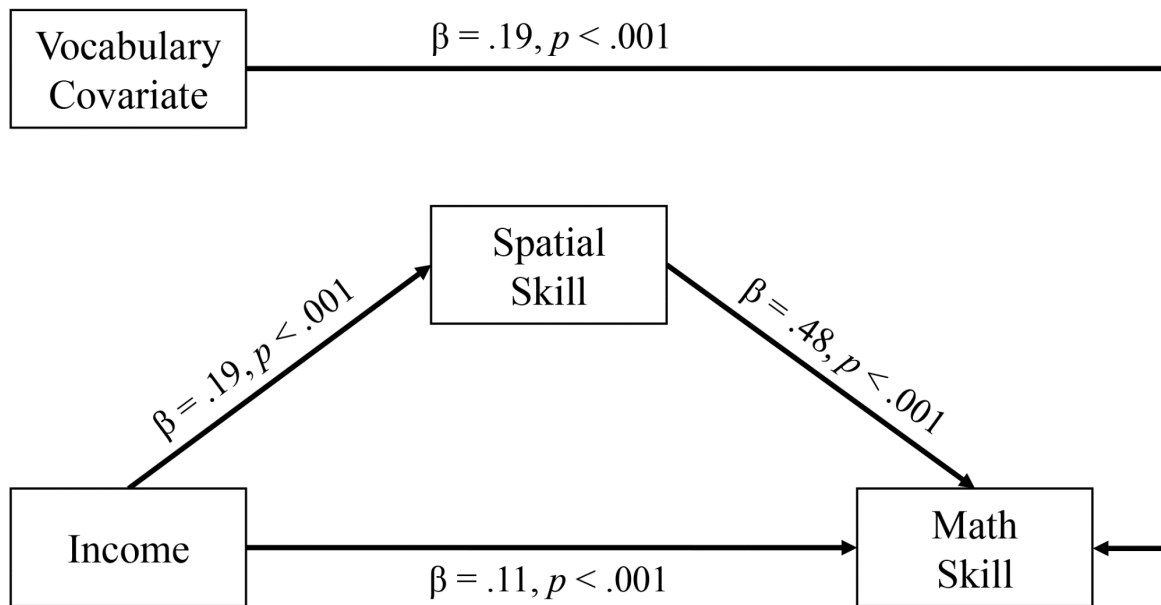 Vocabulary
Covariate
β = .19, p < .001
Spatial
Skill
β = .19, p < .001
β = .48, p < .001
Income
β = .11, p < .001
Math
Skill